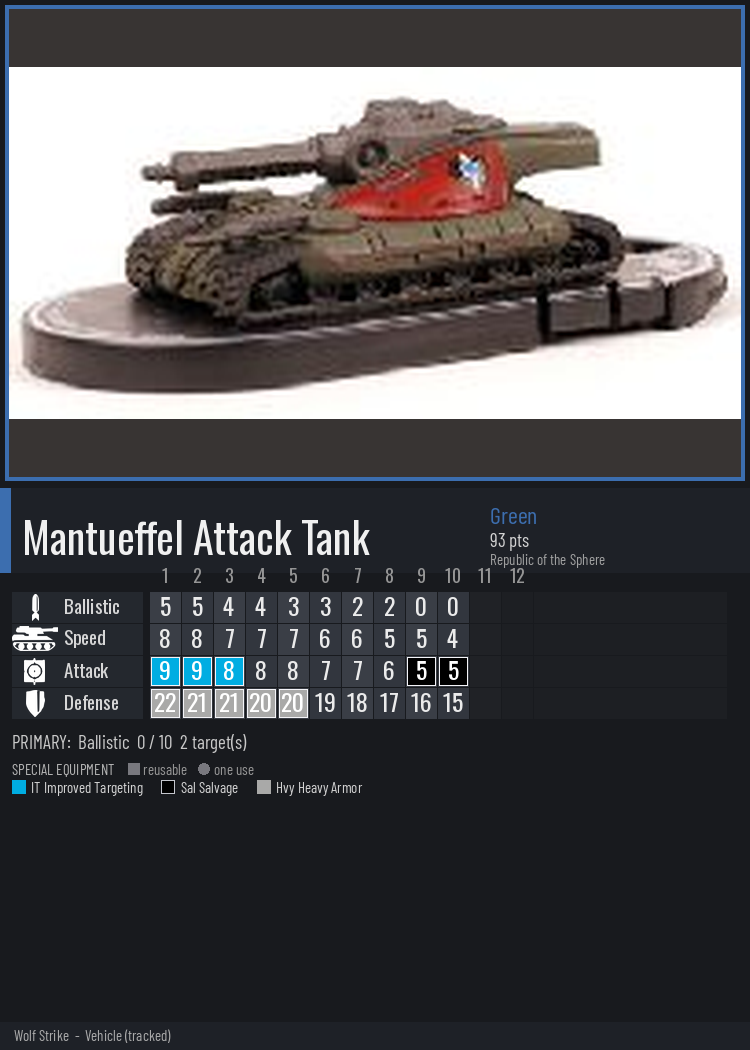 Mantueffel Attack Tank
Green
93 pts
Republic of the Sphere
1 2 3 4 5 6 7 8 9 10 11 12
Ballistic 5 5 4 4 3 3 2 2 0 0
Speed 8 8 7 7 7 6 6 5 5 4
Attack 9 9 8 8 8 7 7 6 5 5
Defense 22 21 21 20 20 19 18 17 16 15
PRIMARY: Ballistic 0 / 10 2 target(s)
SPECIAL EQUIPMENT reusable one use
IT Improved Targeting Sal Salvage Hvy Heavy Armor
Wolf Strike - Vehicle (tracked)